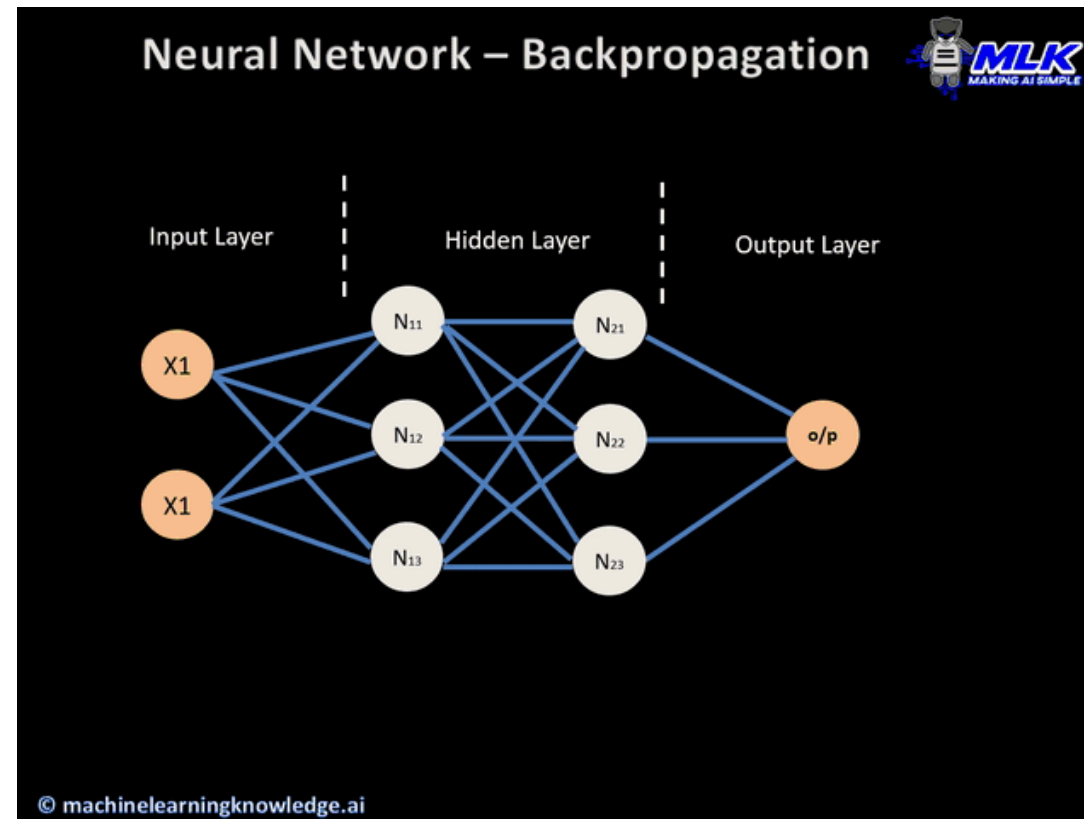 Neural Network – Backpropagation
MLK
MAKING AI SIMPLE
Input Layer
Hidden Layer
Output Layer
N₁₁
N₂₁
X1
N₁₂
N₂₂
o/p
X1
N₁₃
N₂₃
© machinelearningknowledge.ai